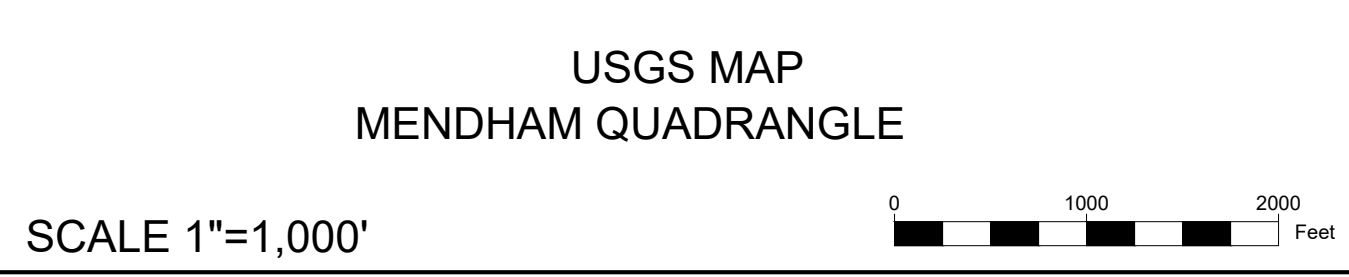 USGS MAP
MENDHAM QUADRANGLE
0 1000 2000
SCALE 1"=1,000'
Feet